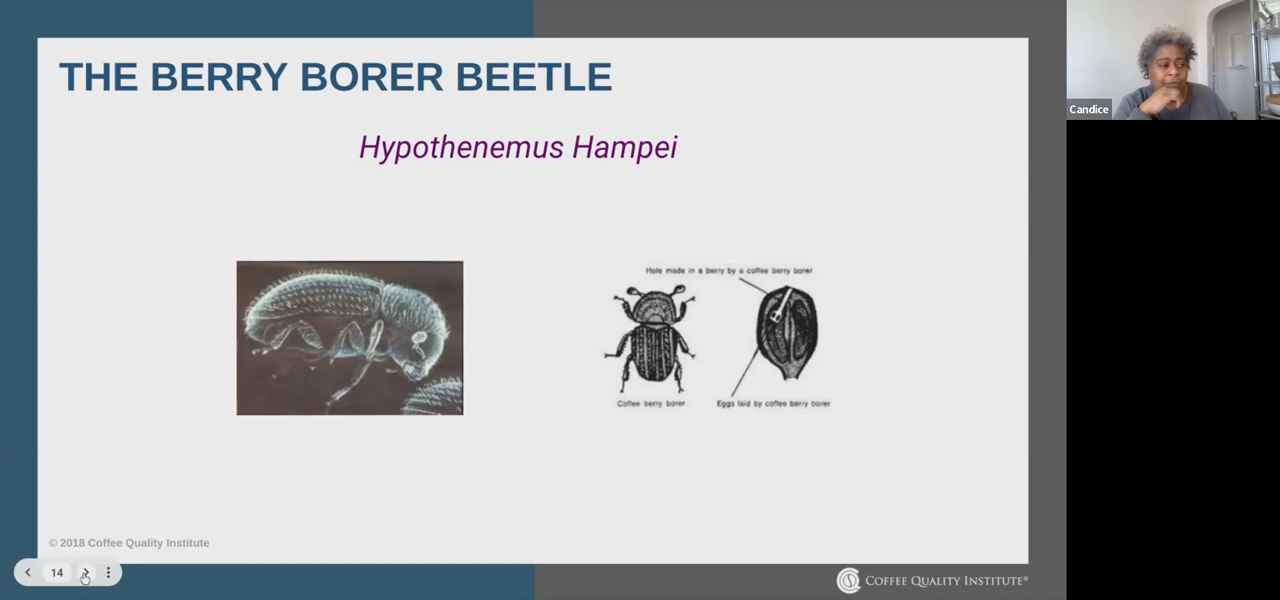 THE BERRY BORER BEETLE
Hypothenemus Hampei
Hole made in a berry by a coffee berry borer
Coffee berry borer
Eggs laid by coffee berry borer
© 2018 Coffee Quality Institute
14
COFFEE QUALITY INSTITUTE®
Candice